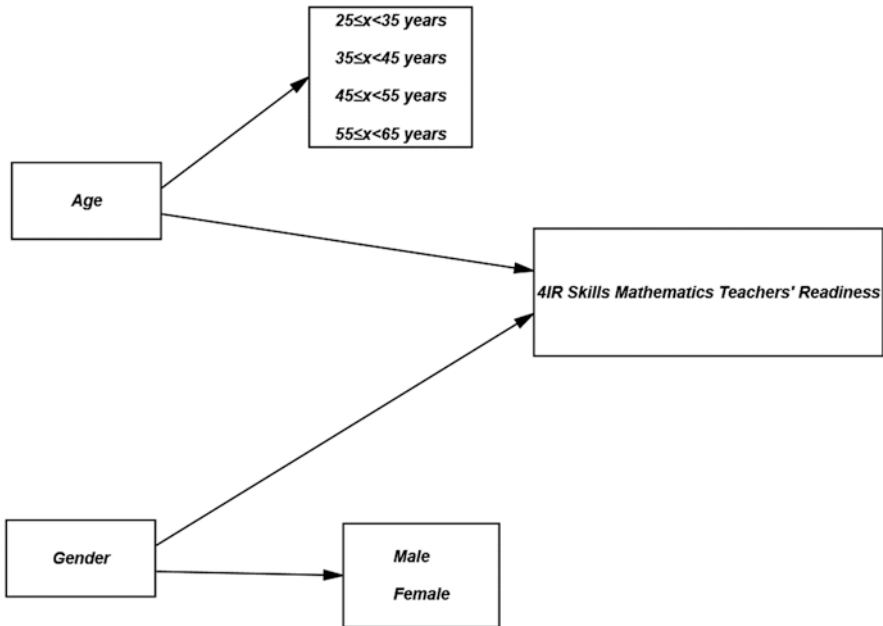 25≤x<35 years
35≤x<45 years
45≤x<55 years
55≤x<65 years
Age
4IR Skills Mathematics Teachers' Readiness
Gender
Male
Female